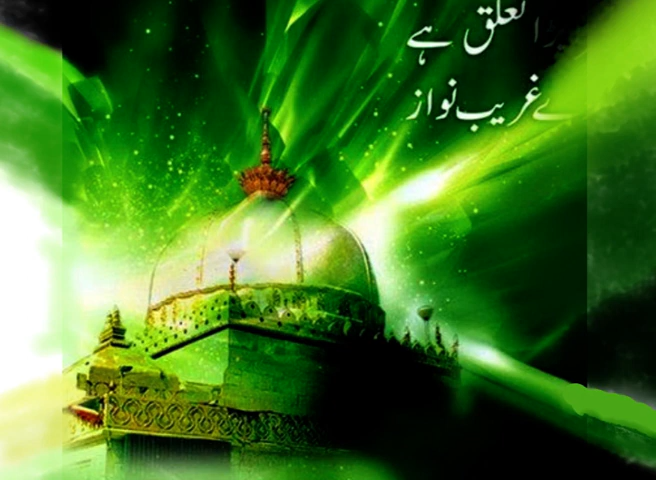 تعلق ہے
غریب نواز